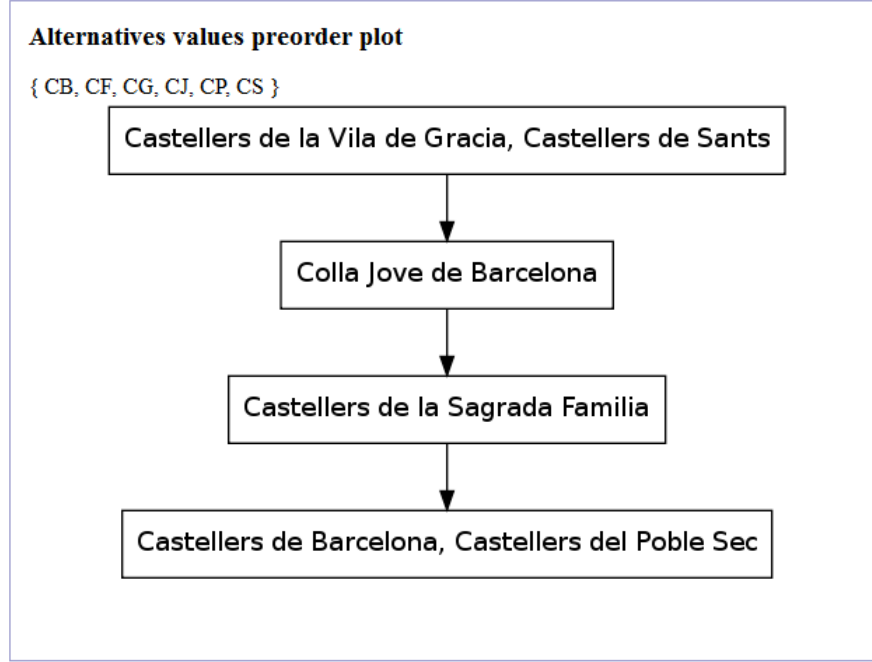 Alternatives values preorder plot
{ CB, CF, CG, CJ, CP, CS }
Castellers de la Vila de Gracia, Castellers de Sants
Colla Jove de Barcelona
Castellers de la Sagrada Familia
Castellers de Barcelona, Castellers del Poble Sec